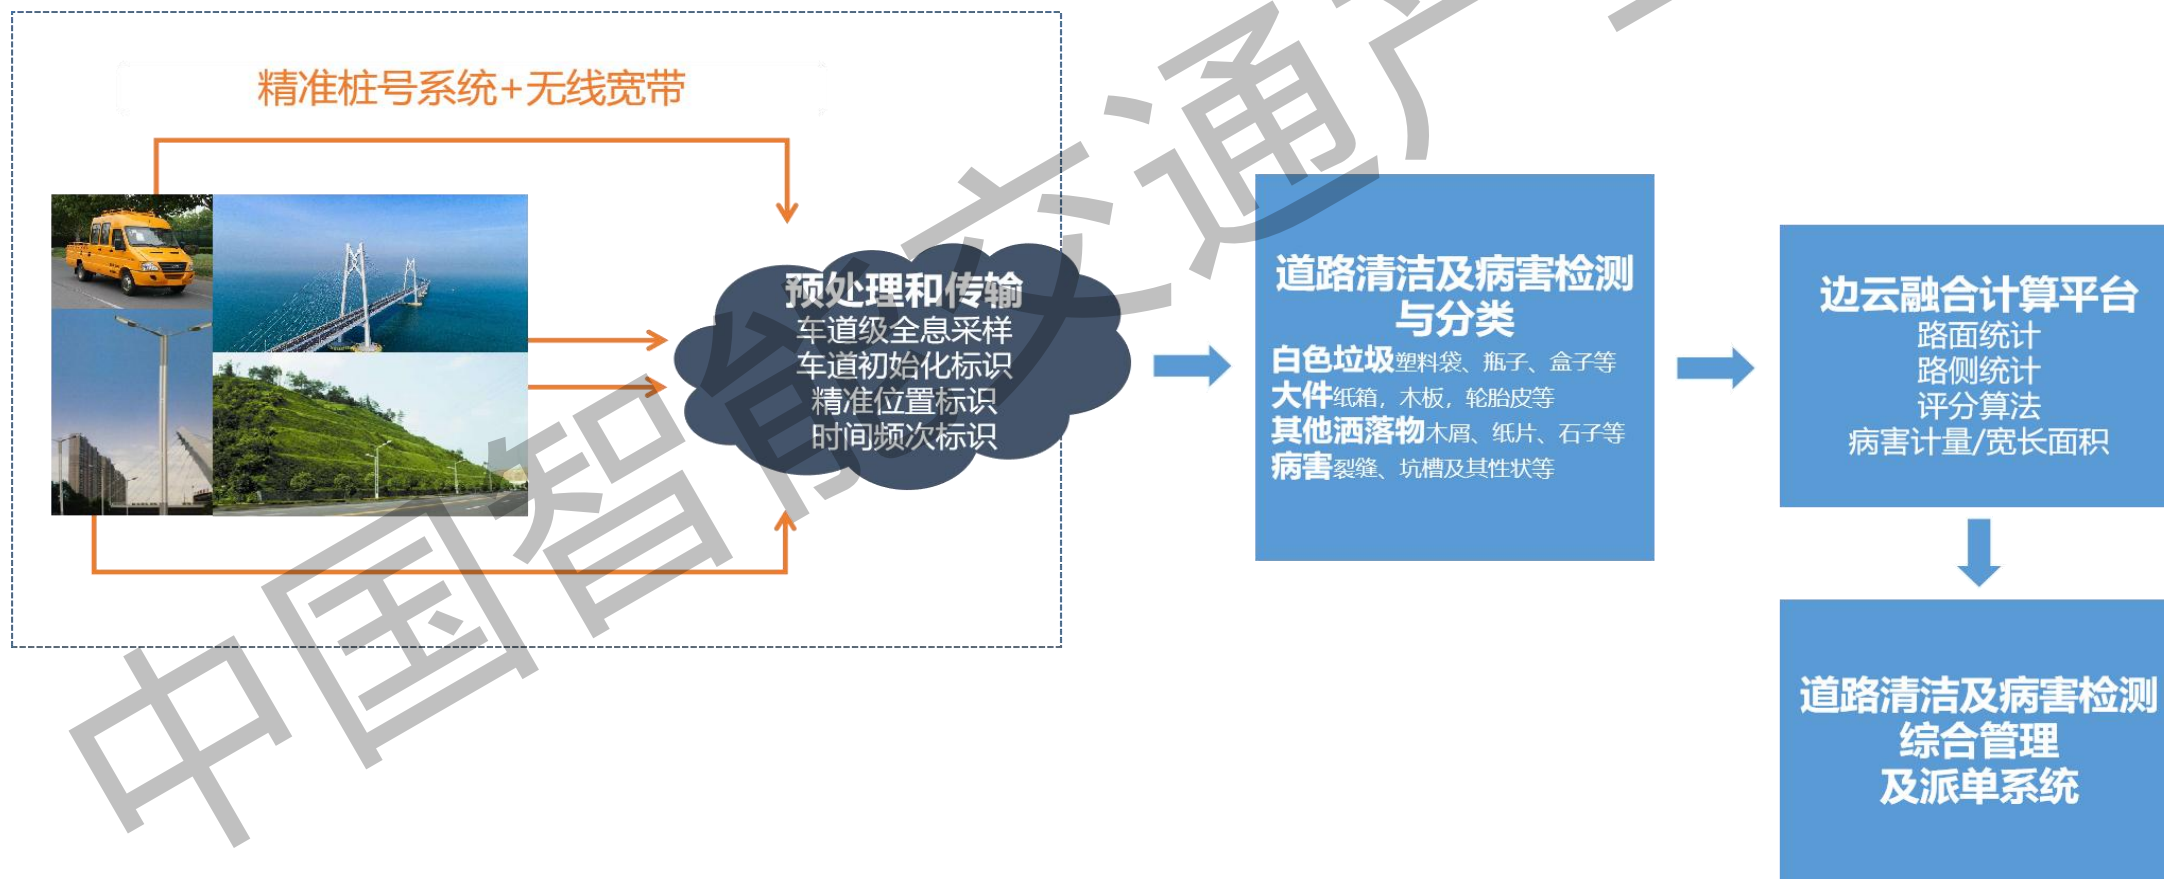 精准桩号系统+无线宽带
预处理和传输
车道级全息采样
车道初始化标识
精准位置标识
时间频次标识
道路清洁及病害检测
与分类
白色垃圾塑料袋、瓶子、盒子等
大件纸箱，木板，轮胎皮等
其他洒落物木屑、纸片、石子等
病害裂缝、坑槽及其性状等
边云融合计算平台
路面统计
路侧统计
评分算法
病害计量/宽长面积
道路清洁及病害检测
综合管理
及派单系统
中国智能交通产